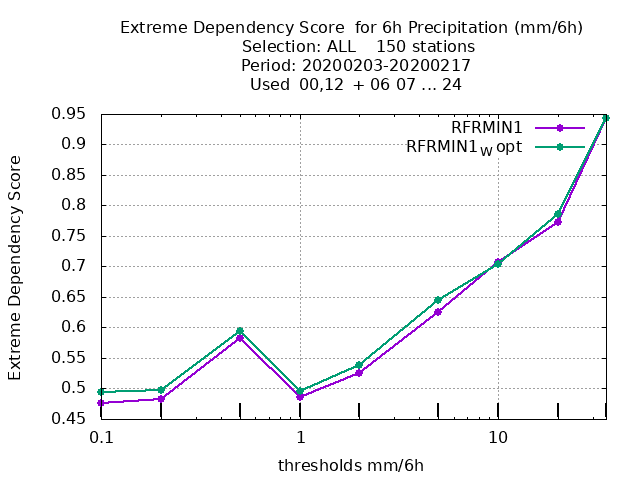 Extreme Dependency Score  for 6h Precipitation (mm/6h)
Selection: ALL    150 stations
Period: 20200203-20200217
Used  00,12  + 06 07 ... 24
RFRMIN1
RFRMIN1W opt
0.95
0.9
0.85
0.8
0.75
0.7
0.65
0.6
0.55
0.5
0.45
Extreme Dependency Score
0.1 1 10
thresholds mm/6h